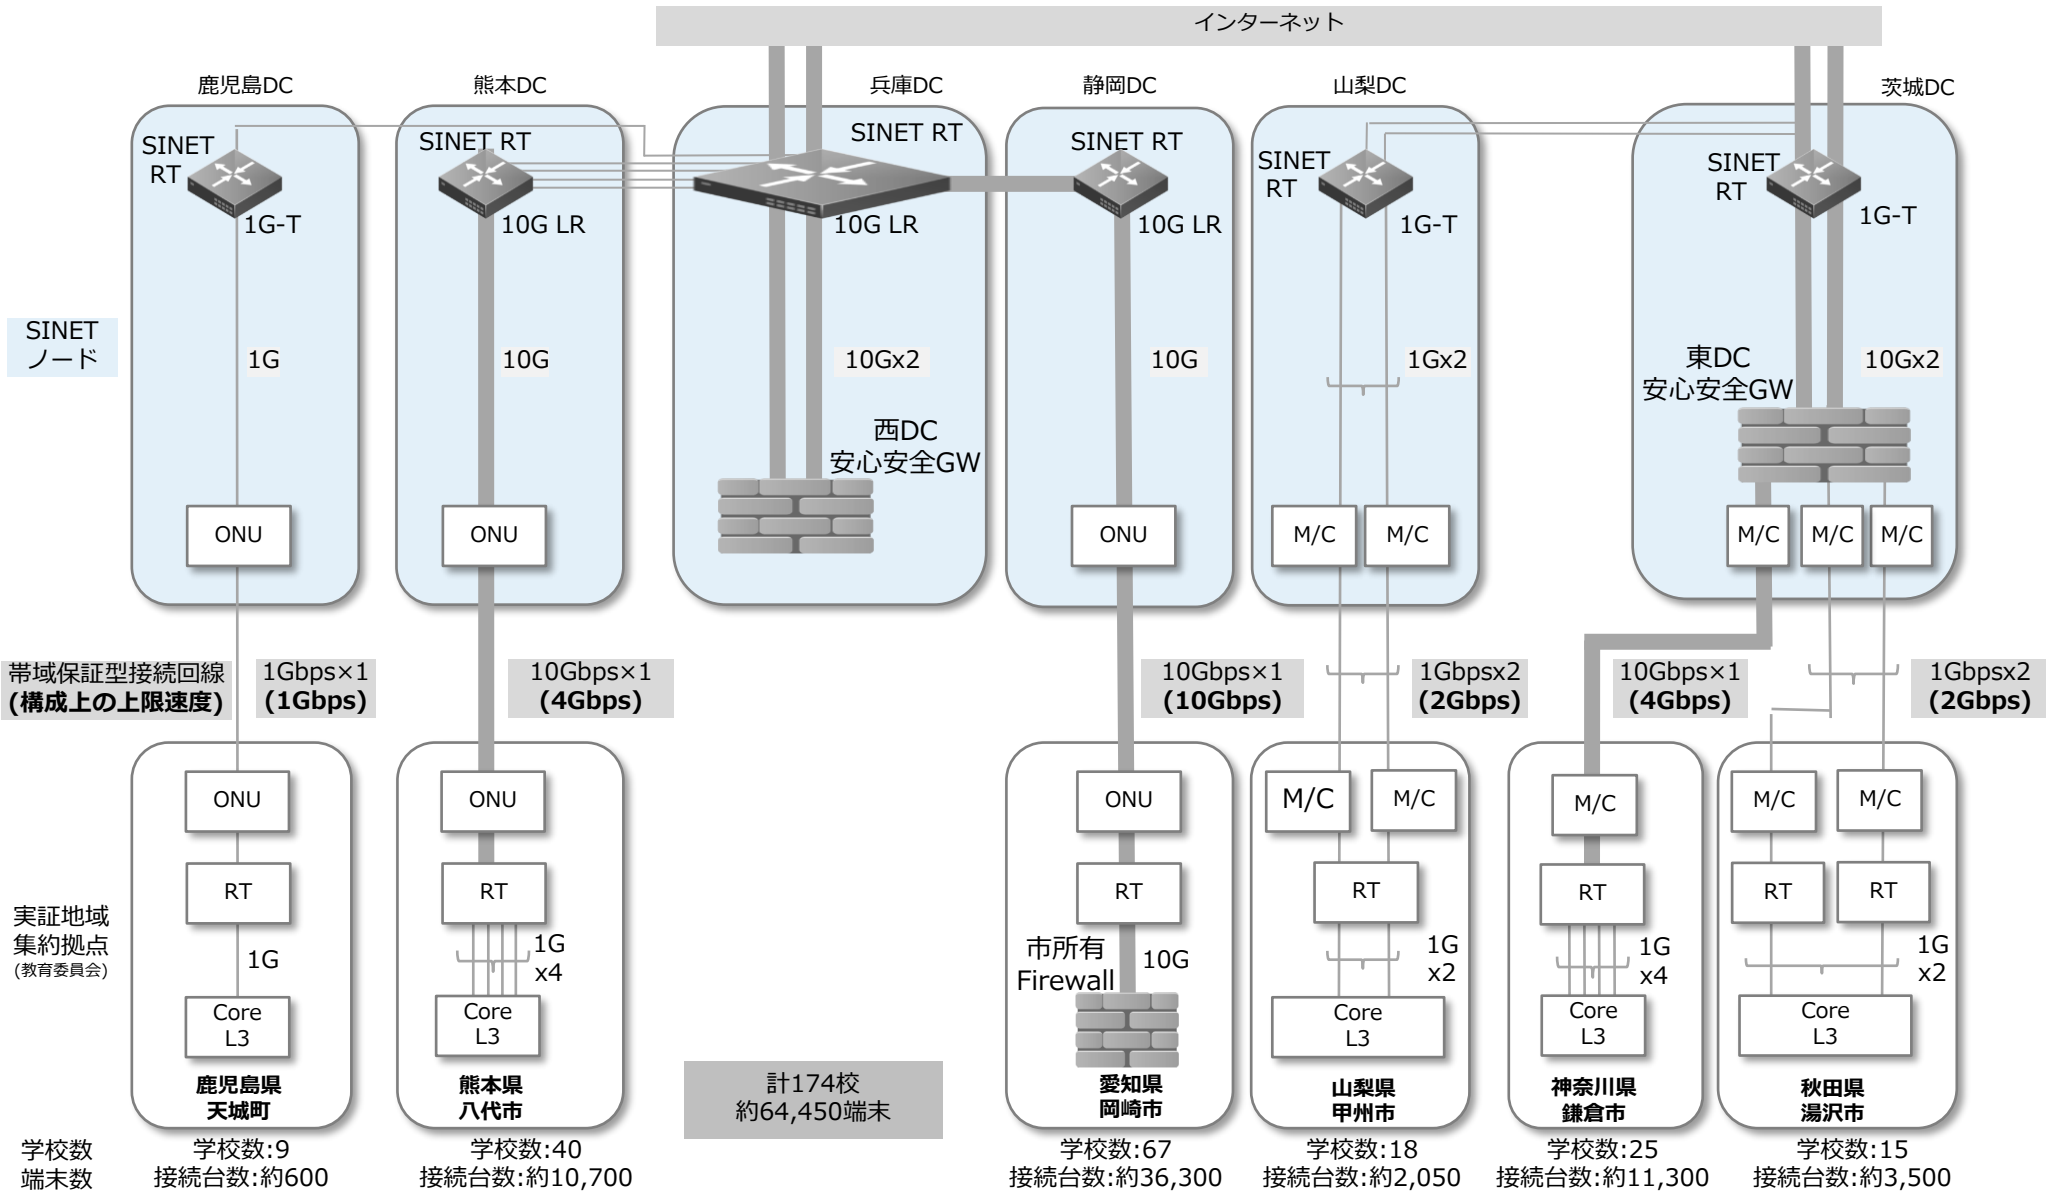 インターネット
鹿児島DC
熊本DC
兵庫DC
静岡DC
山梨DC
茨城DC
SINET
RT
SINET RT
SINET RT
SINET RT
SINET
RT
SINET
RT
1G-T
10G LR
10G LR
10G LR
1G-T
1G-T
SINET
ノード
1G
10G
10Gx2
10G
1Gx2
東DC
安心安全GW
10Gx2
西DC
安心安全GW
ONU
ONU
ONU
M/C
M/C
M/C
M/C
M/C
帯域保証型接続回線
(構成上の上限速度)
1Gbps×1
(1Gbps)
10Gbps×1
(4Gbps)
10Gbps×1
(10Gbps)
1Gbpsx2
(2Gbps)
10Gbps×1
(4Gbps)
1Gbpsx2
(2Gbps)
ONU
ONU
ONU
M/C
M/C
M/C
M/C
M/C
RT
RT
RT
RT
RT
RT
RT
実証地域
集約拠点
(教育委員会)
1G
1G
x4
市所有
Firewall
10G
1G
x2
1G
x4
1G
x2
Core
L3
Core
L3
Core
L3
Core
L3
Core
L3
鹿児島県
天城町
熊本県
八代市
計174校
約64,450端末
愛知県
岡崎市
山梨県
甲州市
神奈川県
鎌倉市
秋田県
湯沢市
学校数
端末数
学校数:9
接続台数:約600
学校数:40
接続台数:約10,700
学校数:67
接続台数:約36,300
学校数:18
接続台数:約2,050
学校数:25
接続台数:約11,300
学校数:15
接続台数:約3,500